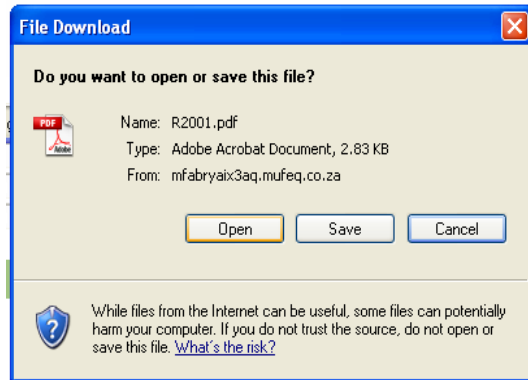 File Download
Do you want to open or save this file?
PDF
Adobe
Name: R2001.pdf
Type: Adobe Acrobat Document, 2.83 KB
From: mfabryaix3aq.mufeq.co.za
Open Save Cancel
While files from the Internet can be useful, some files can potentially
harm your computer. If you do not trust the source, do not open or
save this file. What's the risk?